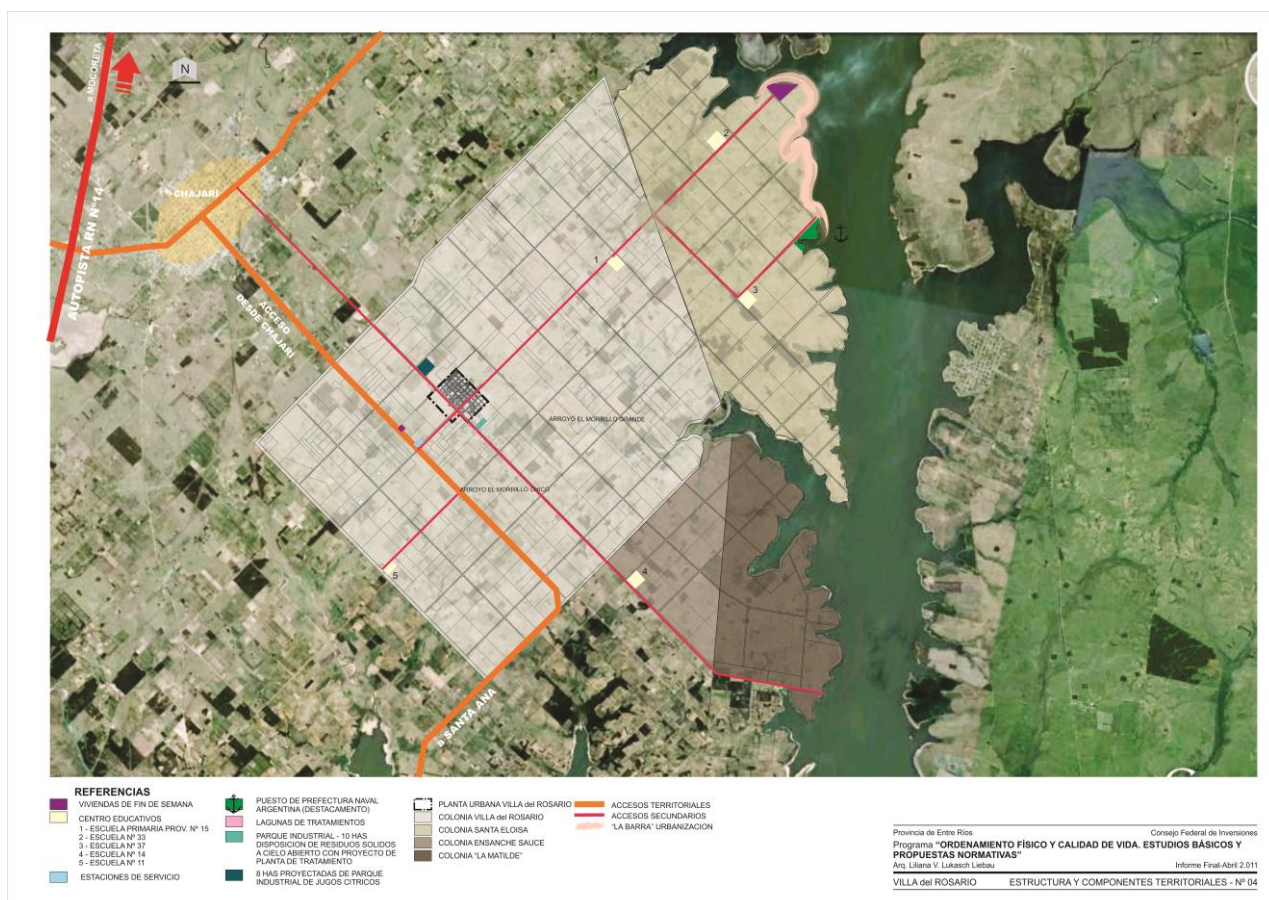 a MOCORETA
N
CHAJARÍ
AUTOPISTA RN Nº14
ACCESO
DESDE CHAJARÍ
2
1
3
ARROYO EL MORRILLO GRANDE
ARROYO EL MORRILLO CHICO
5
4
a SANTA ANA
REFERENCIAS
VIVIENDAS DE FIN DE SEMANA
CENTRO EDUCATIVOS
1 - ESCUELA PRIMARIA PROV. Nº 15
2 - ESCUELA Nº 33
3 - ESCUELA Nº 37
4 - ESCUELA Nº 14
5 - ESCUELA Nº 11
ESTACIONES DE SERVICIO
PUESTO DE PREFECTURA NAVAL
ARGENTINA (DESTACAMENTO)
LAGUNAS DE TRATAMIENTOS
PARQUE INDUSTRIAL - 10 HAS
DISPOSICION DE RESIDUOS SOLIDOS
A CIELO ABIERTO CON PROYECTO DE
PLANTA DE TRATAMIENTO
8 HAS PROYECTADAS DE PARQUE
INDUSTRIAL DE JUGOS CITRICOS
PLANTA URBANA VILLA del ROSARIO
COLONIA VILLA del ROSARIO
COLONIA SANTA ELOISA
COLONIA ENSANCHE SAUCE
COLONIA "LA MATILDE"
ACCESOS TERRITORIALES
ACCESOS SECUNDARIOS
"LA BARRA" URBANIZACION
Provincia de Entre Ríos Consejo Federal de Inversiones
Programa "ORDENAMIENTO FÍSICO Y CALIDAD DE VIDA. ESTUDIOS BÁSICOS Y
PROPUESTAS NORMATIVAS"
Arq. Liliana V. Lukasch Liebau Informe Final-Abril 2.011
VILLA del ROSARIO ESTRUCTURA Y COMPONENTES TERRITORIALES - Nº 04